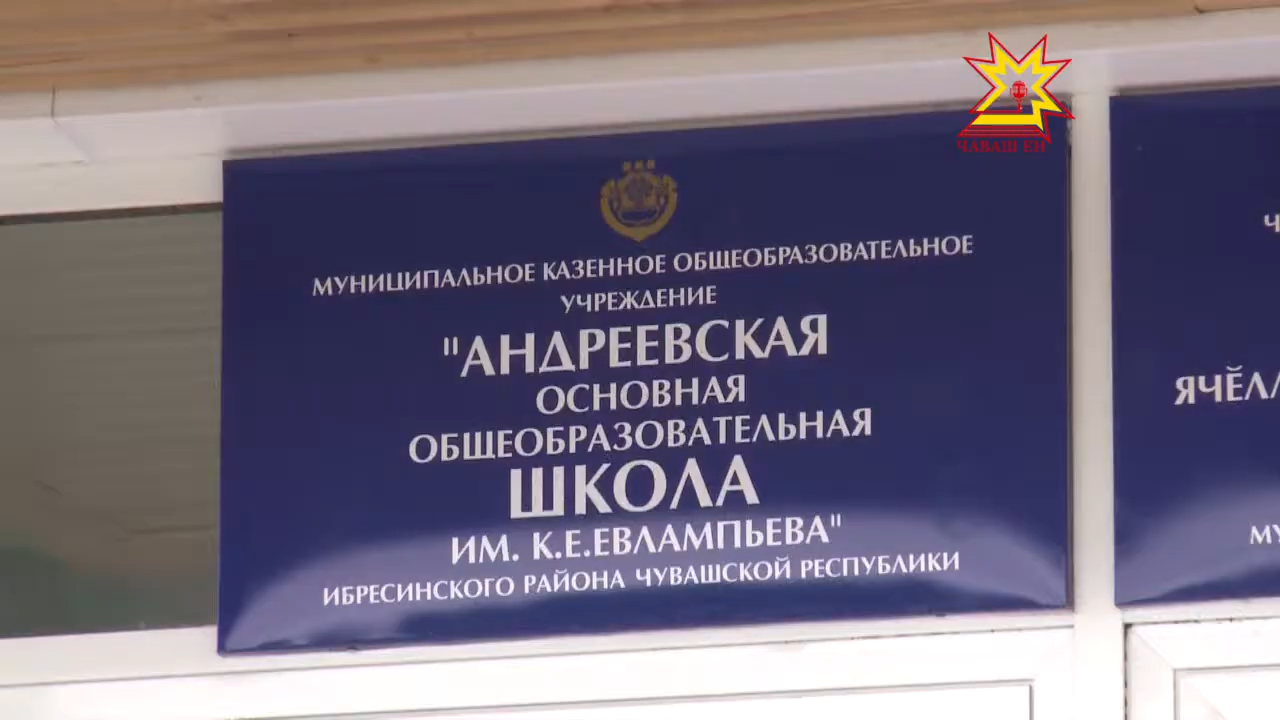 ЧӐВАШ ЕН
МУНИЦИПАЛЬНОЕ КАЗЕННОЕ ОБЩЕОБРАЗОВАТЕЛЬНОЕ
УЧРЕЖДЕНИЕ
"АНДРЕЕВСКАЯ
ОСНОВНАЯ
ОБЩЕОБРАЗОВАТЕЛЬНАЯ
ШКОЛА
ИМ. К.Е.ЕВЛАМПЬЕВА"
ИБРЕСИНСКОГО РАЙОНА ЧУВАШСКОЙ РЕСПУБЛИКИ